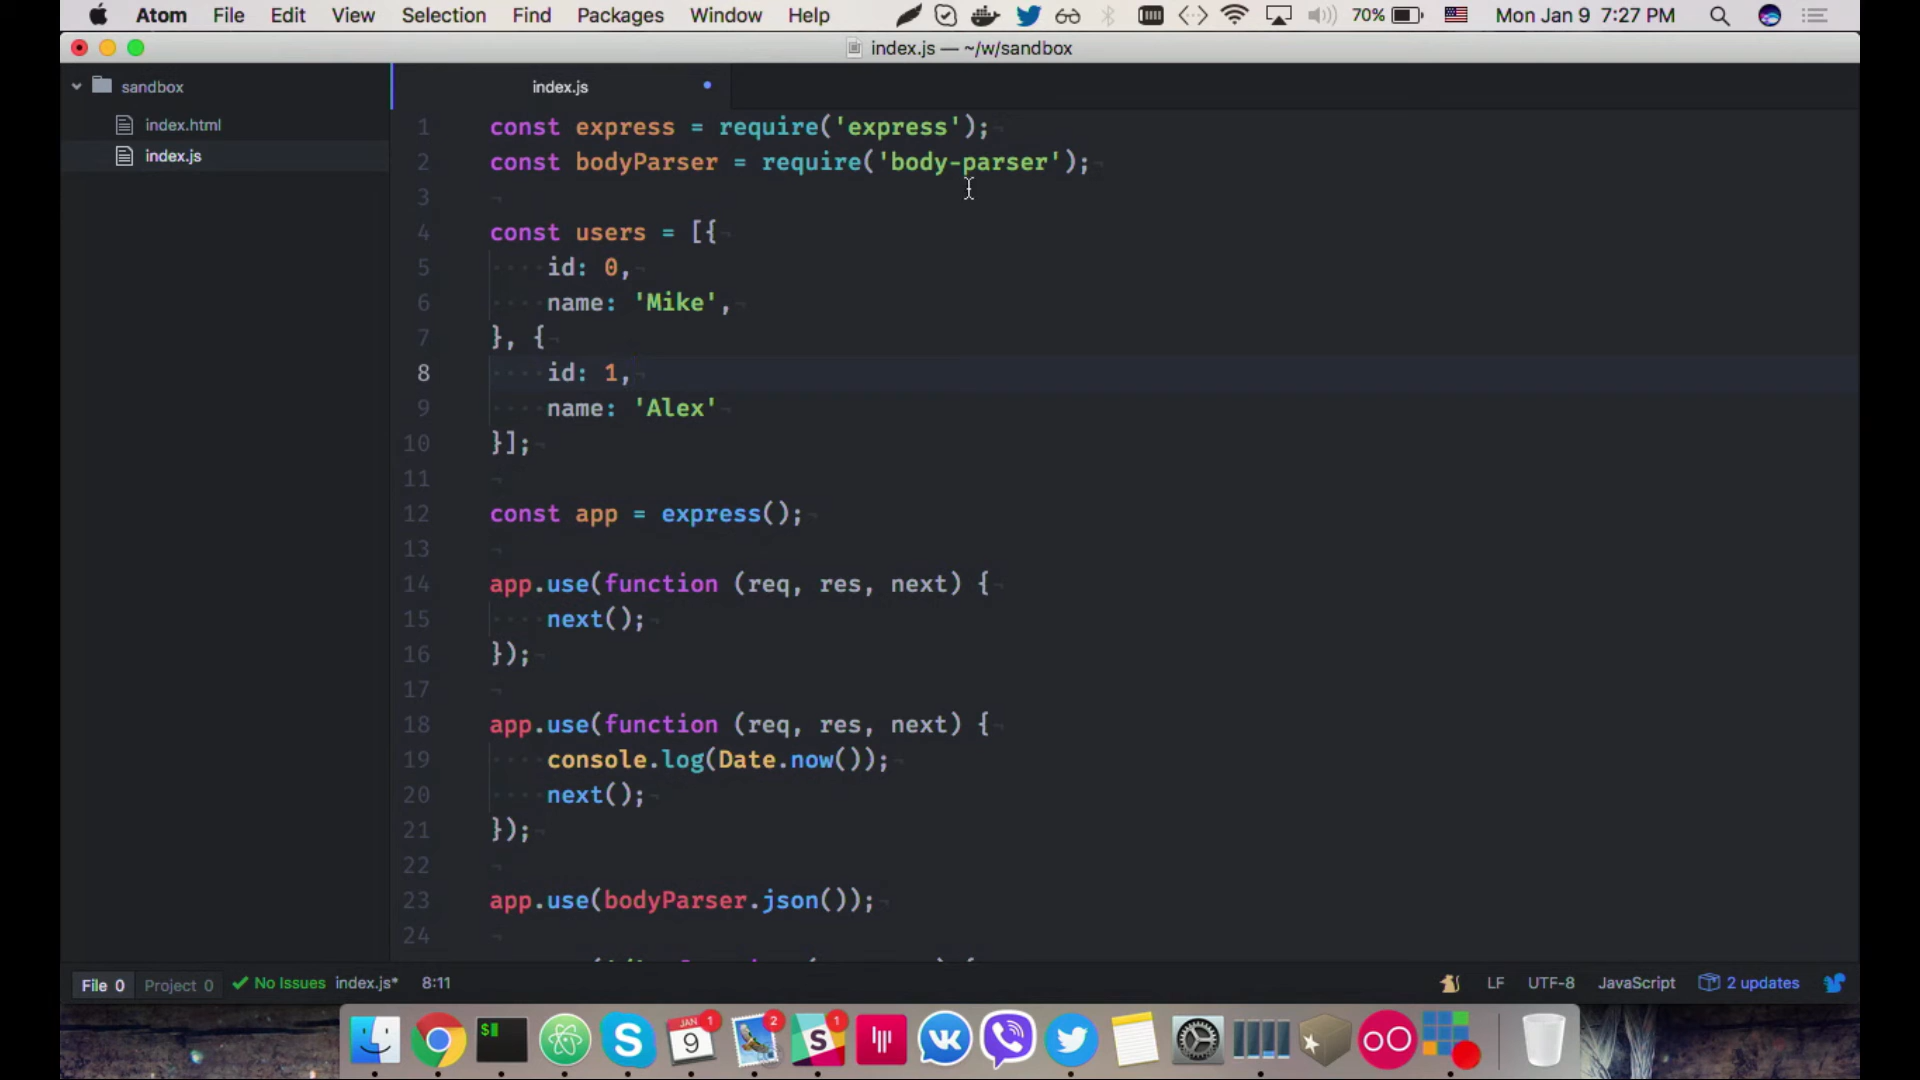 Atom File Edit View Selection Find Packages Window Help 70% Mon Jan 9 7:27 PM
index.js — ~/w/sandbox
sandbox
index.html
index.js
index.js
1 const express = require('express');
2 const bodyParser = require('body-parser');
3
4 const users = [{
5 id: 0,
6 name: 'Mike',
7 }, {
8 id: 1,
9 name: 'Alex'
10 }];
11
12 const app = express();
13
14 app.use(function (req, res, next) {
15 next();
16 });
17
18 app.use(function (req, res, next) {
19 console.log(Date.now());
20 next();
21 });
22
23 app.use(bodyParser.json());
24
File 0 Project 0 No Issues index.js* 8:11 LF UTF-8 JavaScript 2 updates
$ JAN 9 1 2 1